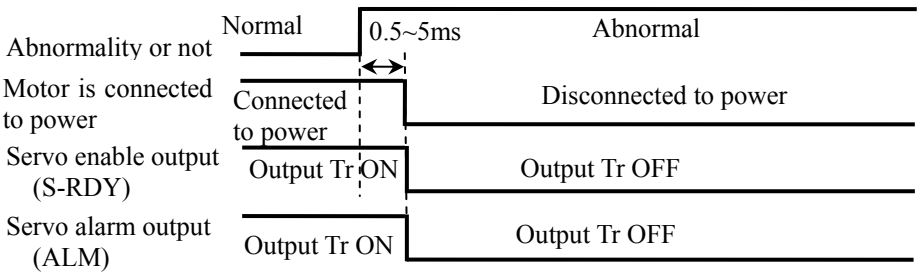 Abnormality or not
Normal
0.5~5ms
Abnormal
Motor is connected
to power
Connected
to power
Disconnected to power
Servo enable output
(S-RDY)
Output Tr ON
Output Tr OFF
Servo alarm output
(ALM)
Output Tr ON
Output Tr OFF